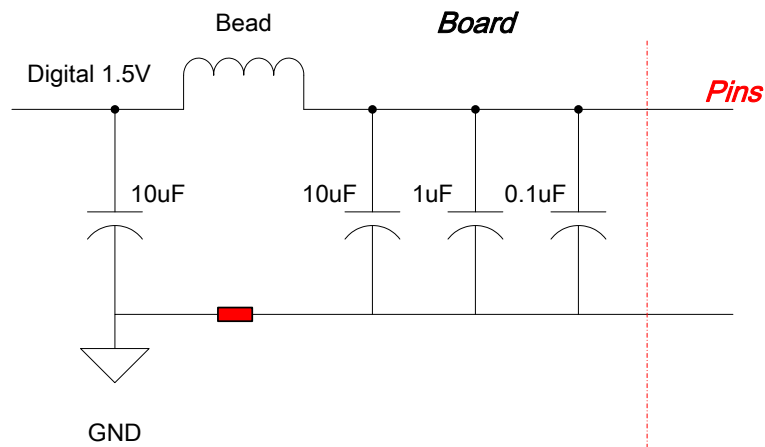 Bead
Board
Digital 1.5V
Pins
10uF
10uF
1uF
0.1uF
GND